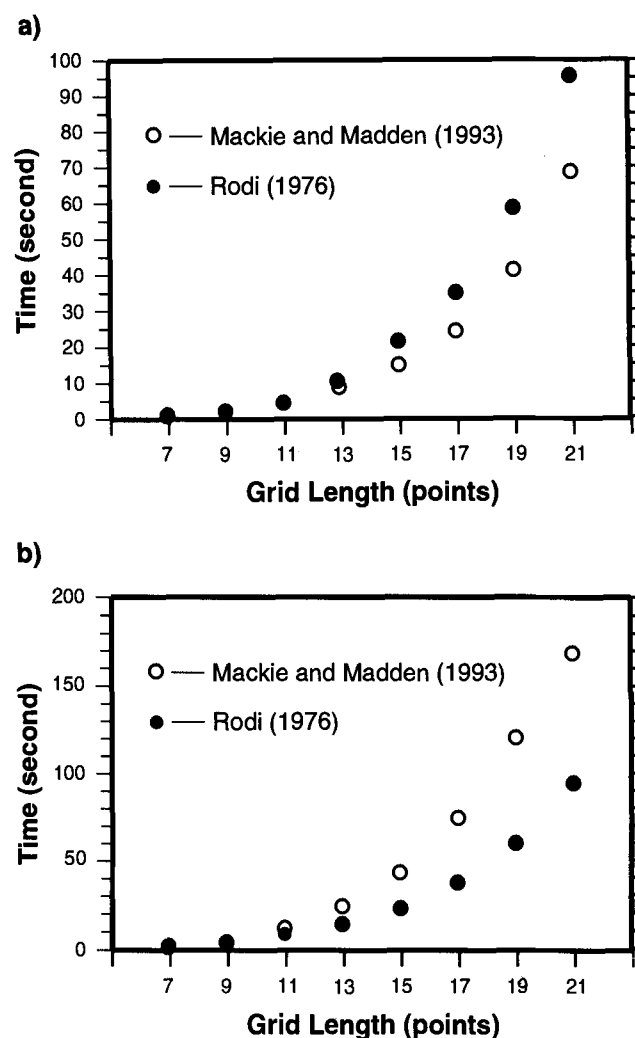 a)
100
90
80
70
60
50
40
30
20
10
0
Time (second)
Mackie and Madden (1993)
Rodi (1976)
7 9 11 13 15 17 19 21
Grid Length (points)
b)
200
150
100
50
0
Time (second)
Mackie and Madden (1993)
Rodi (1976)
7 9 11 13 15 17 19 21
Grid Length (points)